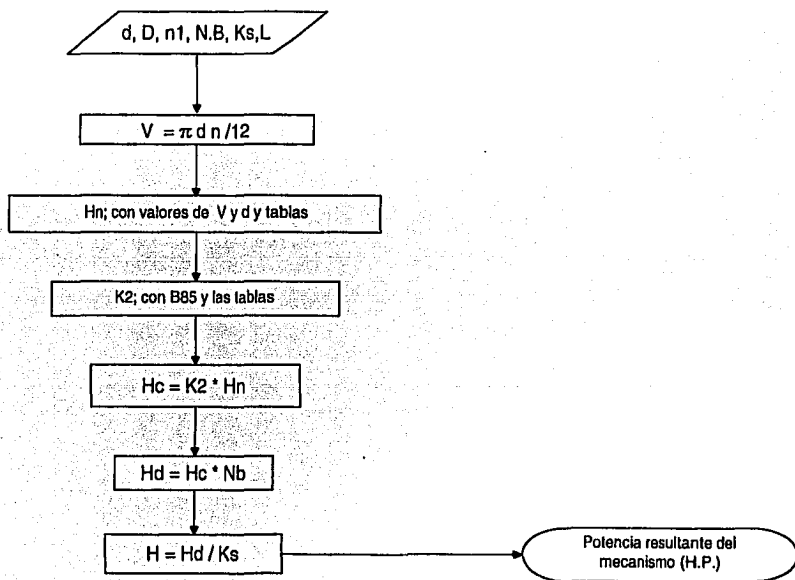 d, D, n1, N.B, Ks,L
V = π d n /12
Hn; con valores de V y d y tablas
K2; con B85 y las tablas
Hc = K2 * Hn
Hd = Hc * Nb
H = Hd / Ks
Potencia resultante del
mecanismo (H.P.)